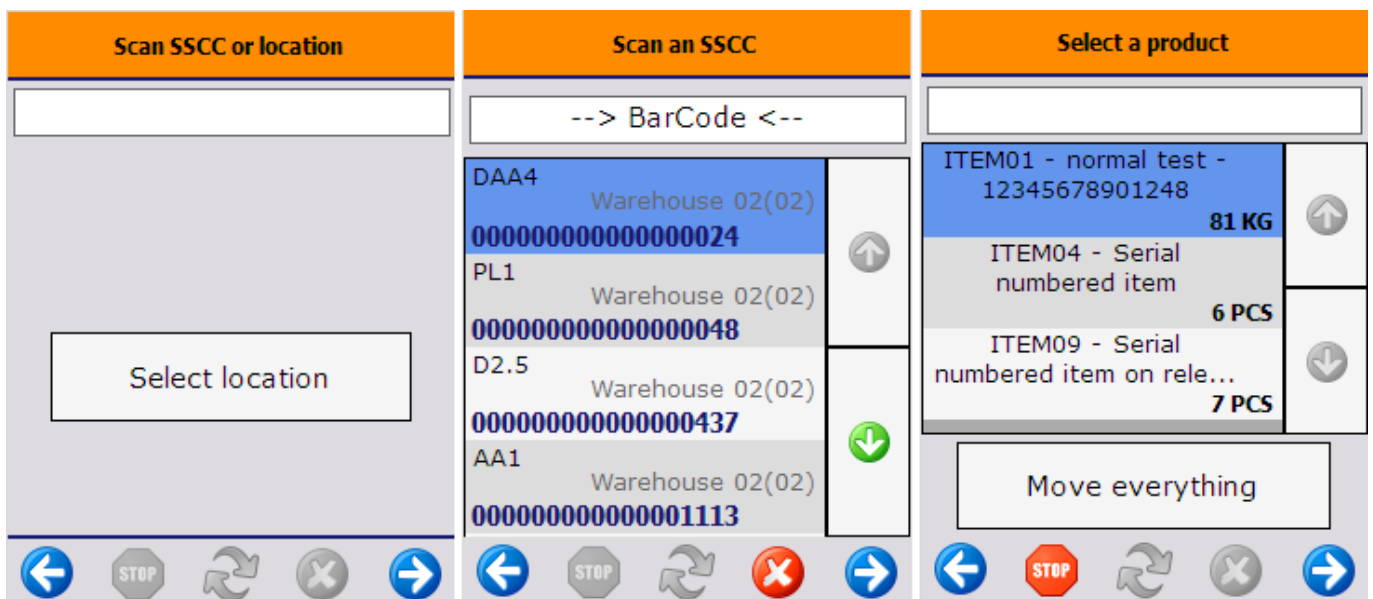 Scan SSCC or location
Select location
STOP
Scan an SSCC
--> BarCode <--
DAA4
Warehouse 02(02)
000000000000000024
PL1
Warehouse 02(02)
000000000000000048
D2.5
Warehouse 02(02)
000000000000000437
AA1
Warehouse 02(02)
000000000000001113
STOP
Select a product
ITEM01 - normal test -
12345678901248
81 KG
ITEM04 - Serial
numbered item
6 PCS
ITEM09 - Serial
numbered item on rele...
7 PCS
Move everything
STOP